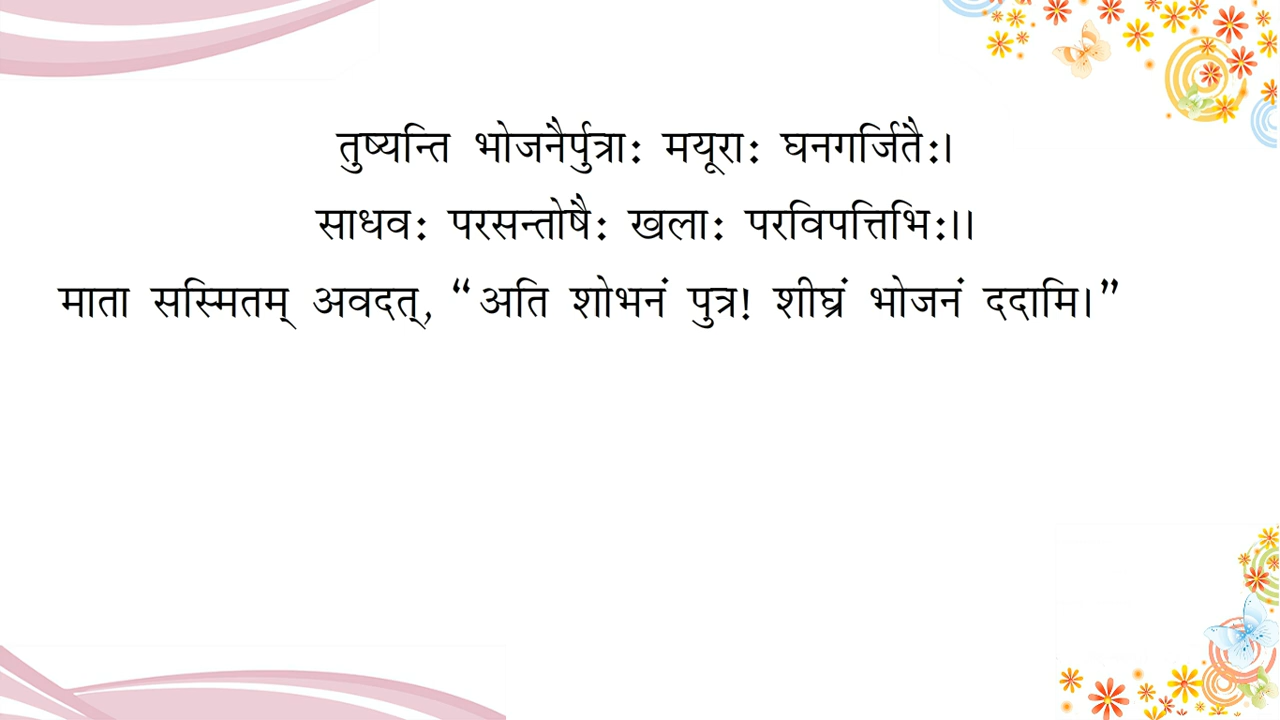 तुष्यन्ति भोजनैर्पुत्राः मयूराः घनगर्जितैः।
साधवः परसन्तोषैः खलाः परविपत्तिभिः।।
माता सस्मितम् अवदत्, “अति शोभनं पुत्र! शीघ्रं भोजनं ददामि।”